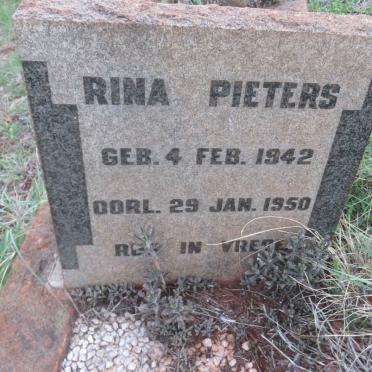 RINA PIETERS
GEB. 4 FEB. 1942
OORL. 29 JAN. 1950
IN